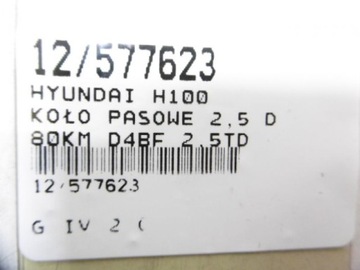 12/577623
HYUNDAI H100
KOŁO PASOWE 2,5 D
80KM D4BF 2,5TD
12/577623
G IV 2 (